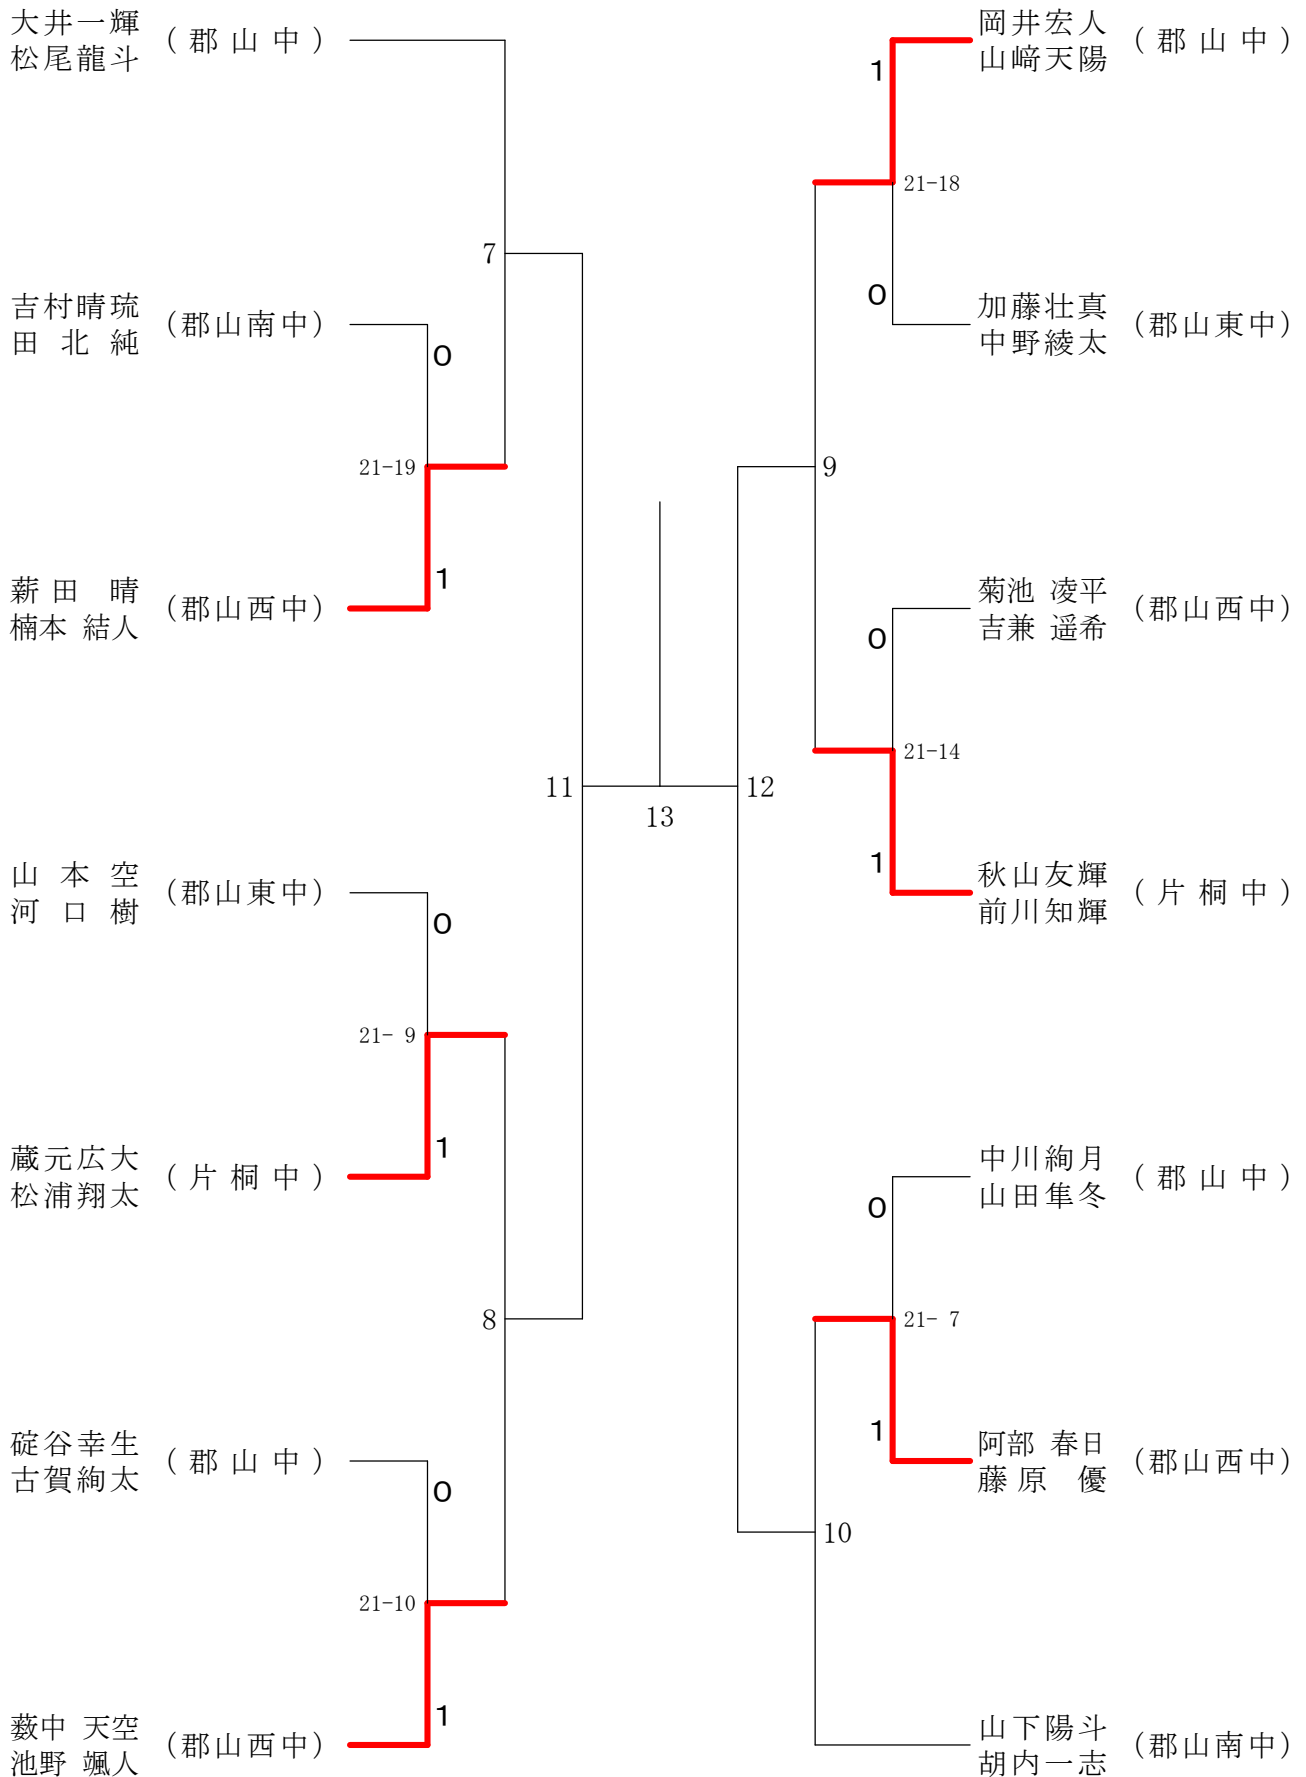 大井一輝
松尾龍斗
(郡山中)
7
吉村晴琉
田北純
(郡山南中)
0
21-19
1
薪田 晴
楠本 結人
(郡山西中)
11
山本空
河口樹
(郡山東中)
0
21- 9
1
蔵元広大
松浦翔太
(片桐中)
8
碇谷幸生
古賀絢太
(郡山中)
0
21-10
1
薮中 天空
池野 颯人
(郡山西中)
13
岡井宏人
山﨑天陽
(郡山中)
1
21-18
0
加藤壮真
中野綾太
(郡山東中)
9
菊池 凌平
吉兼 遥希
(郡山西中)
0
21-14
1
秋山友輝
前川知輝
(片桐中)
12
中川絢月
山田隼冬
(郡山中)
0
21- 7
1
阿部 春日
藤原 優
(郡山西中)
10
山下陽斗
胡内一志
(郡山南中)